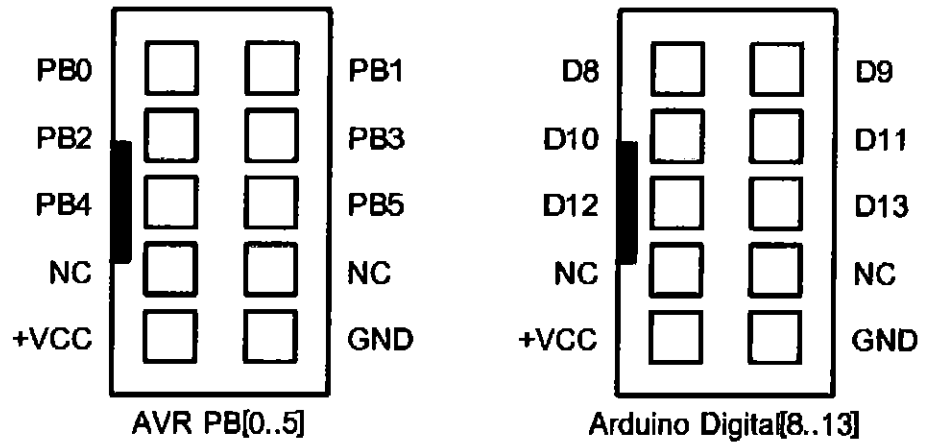 PB0 PB1 D8 D9
PB2 PB3 D10 D11
PB4 PB5 D12 D13
NC NC NC NC
+VCC GND +VCC GND
AVR PB[0..5] Arduino Digital[8..13]